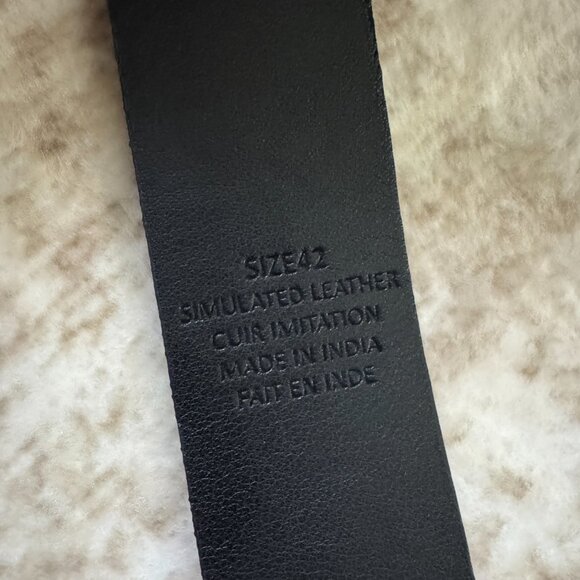 SIZE42
SIMULATED LEATHER
CUIR IMITATION
MADE IN INDIA
FAIT EN INDE